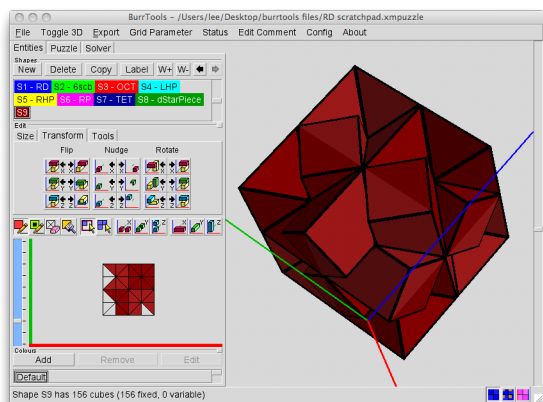 BurrTools - /Users/lee/Desktop/burrtools files/RD scratchpad.xmpuzzle
File Toggle 3D Export Grid Parameter Status Edit Comment Config About
Entities Puzzle Solver
Shapes
New Delete Copy Label W+ W-
S1 - RD S2 - 6scb S3 - OCT S4 - LHP
S5 - RHP S6 - RP S7 - TET S8 - dStarPiece
S9
Edit
Size Transform Tools
Flip Nudge Rotate
Colours
Add Remove Edit
Default
Shape S9 has 156 cubes (156 fixed, 0 variable)